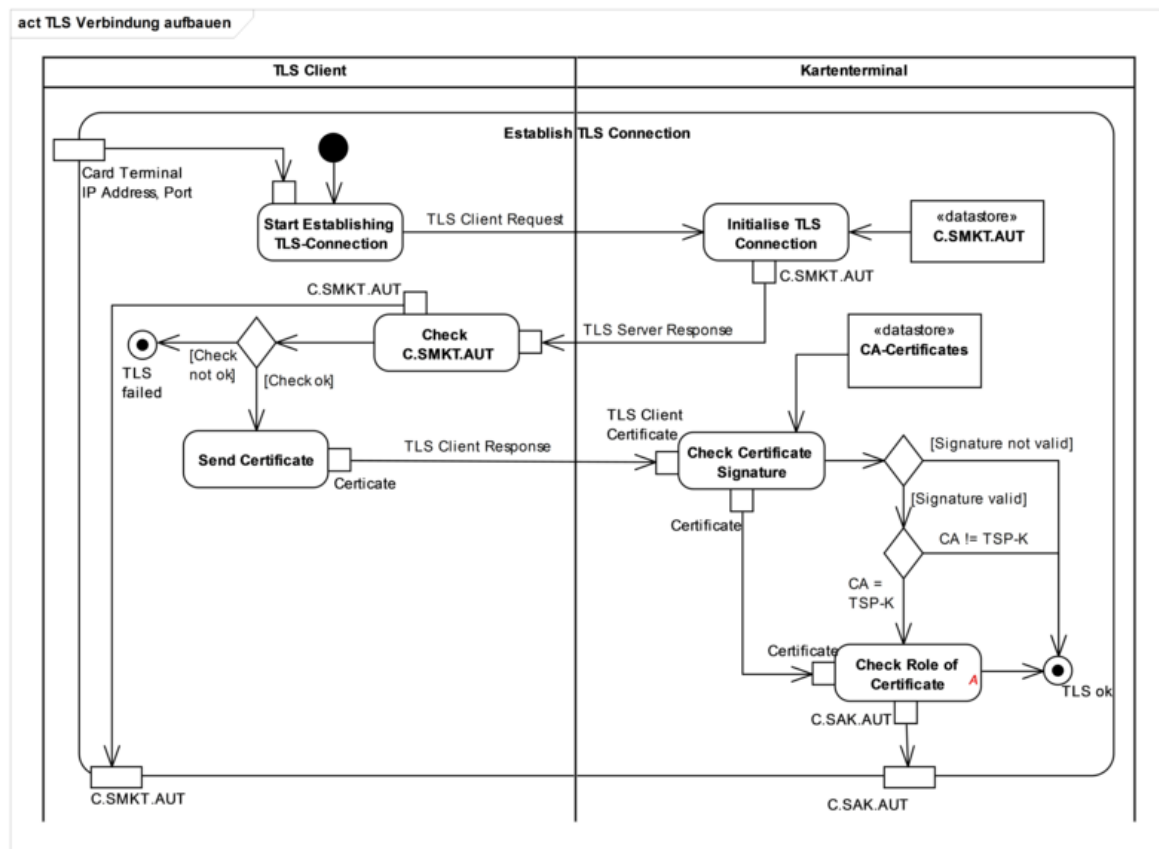 act TLS Verbindung aufbauen
TLS Client
Kartenterminal
Establish TLS Connection
Card Terminal
IP Address, Port
Start Establishing
TLS-Connection
TLS Client Request
Initialise TLS
Connection
«datastore»
C.SMKT.AUT
C.SMKT.AUT
C.SMKT.AUT
Check
C.SMKT.AUT
TLS Server Response
«datastore»
CA-Certificates
[Check
not ok]
TLS
failed
[Check ok]
Send Certificate
TLS Client Response
Certicate
TLS Client
Certificate
Check Certificate
Signature
[Signature not valid]
[Signature valid]
Certificate
CA != TSP-K
CA =
TSP-K
Certificate
Check Role of
Certificate
A
TLS ok
C.SAK.AUT
C.SMKT.AUT
C.SAK.AUT